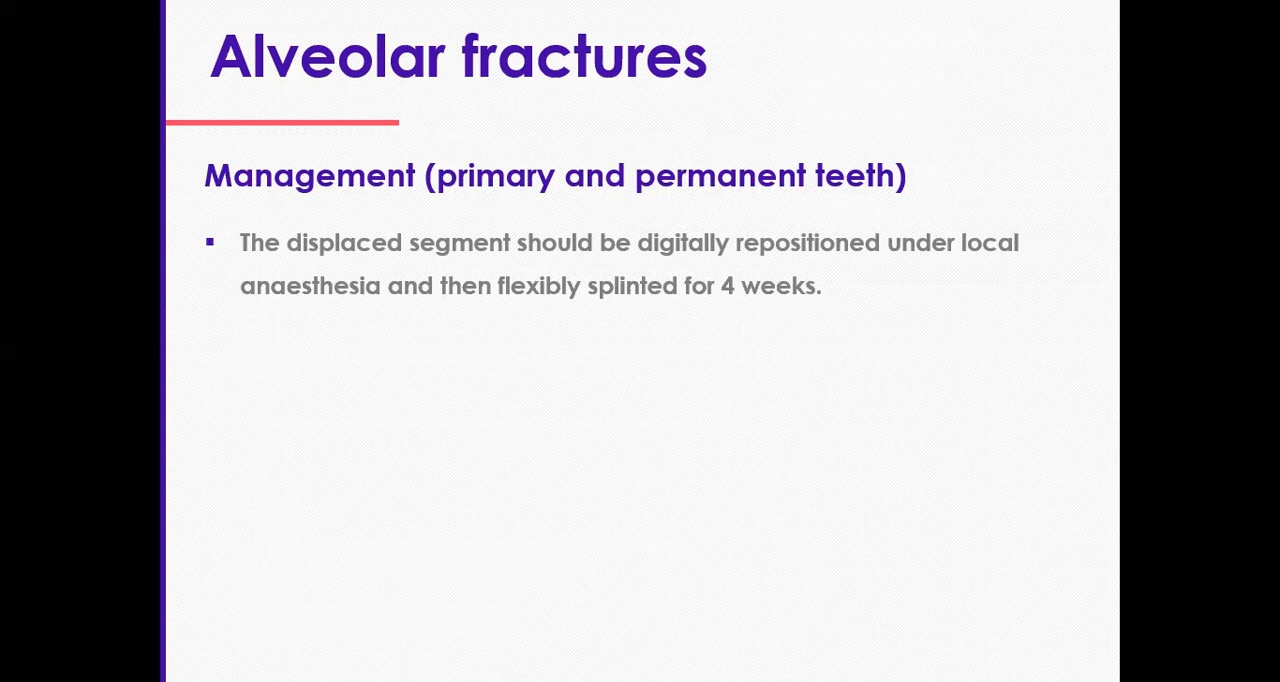 Alveolar fractures
Management (primary and permanent teeth)
▪ The displaced segment should be digitally repositioned under local
anaesthesia and then flexibly splinted for 4 weeks.